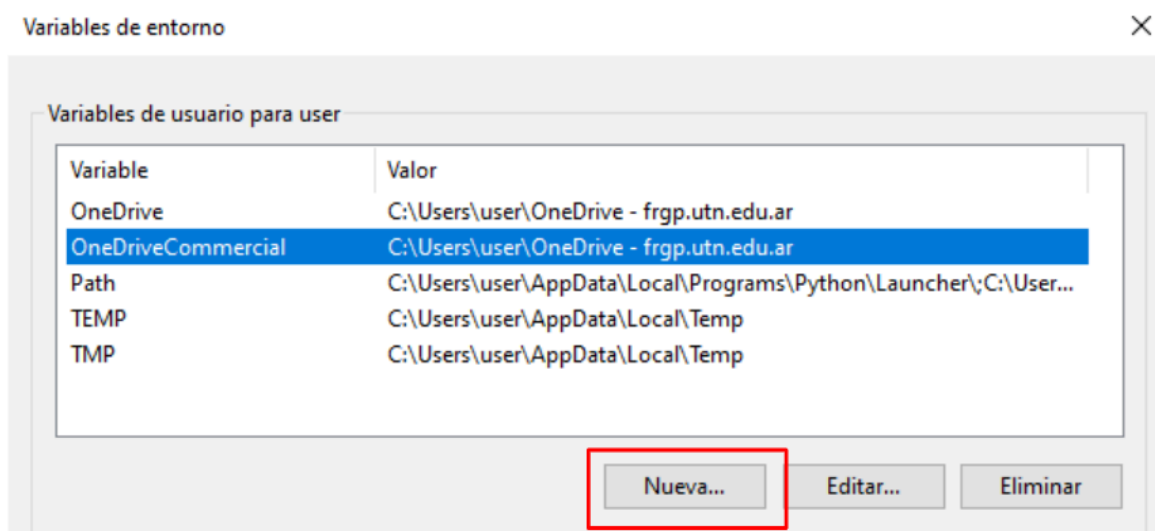 Variables de entorno
Variables de usuario para user
Variable Valor
OneDrive C:\Users\user\OneDrive - frgp.utn.edu.ar
OneDriveCommercial C:\Users\user\OneDrive - frgp.utn.edu.ar
Path C:\Users\user\AppData\Local\Programs\Python\Launcher\;C:\User...
TEMP C:\Users\user\AppData\Local\Temp
TMP C:\Users\user\AppData\Local\Temp
Nueva... Editar... Eliminar